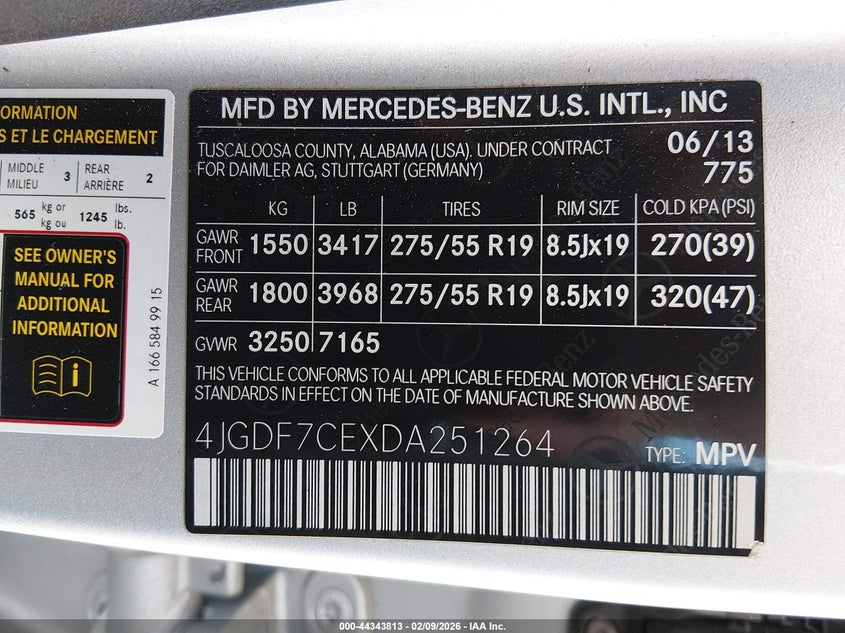 ORMATION
S ET LE CHARGEMENT
MIDDLE MILIEU 3 REAR ARRIÈRE 2
565 kg or kg ou 1245 lbs. lb.
SEE OWNER'S
MANUAL FOR
ADDITIONAL
INFORMATION
A 166 584 99 15
MFD BY MERCEDES-BENZ U.S. INTL., INC
TUSCALOOSA COUNTY, ALABAMA (USA). UNDER CONTRACT 06/13
FOR DAIMLER AG, STUTTGART (GERMANY) 775
KG LB TIRES RIM SIZE COLD KPA (PSI)
GAWR FRONT 1550 3417 275/55 R19 8.5Jx19 270(39)
GAWR REAR 1800 3968 275/55 R19 8.5Jx19 320(47)
GVWR 3250 7165
THIS VEHICLE CONFORMS TO ALL APPLICABLE FEDERAL MOTOR VEHICLE SAFETY
STANDARDS IN EFFECT ON THE DATE OF MANUFACTURE SHOWN ABOVE.
4JGDF7CEXDA251264 TYPE: MPV
000-44343813 - 02/09/2026 - IAA Inc.